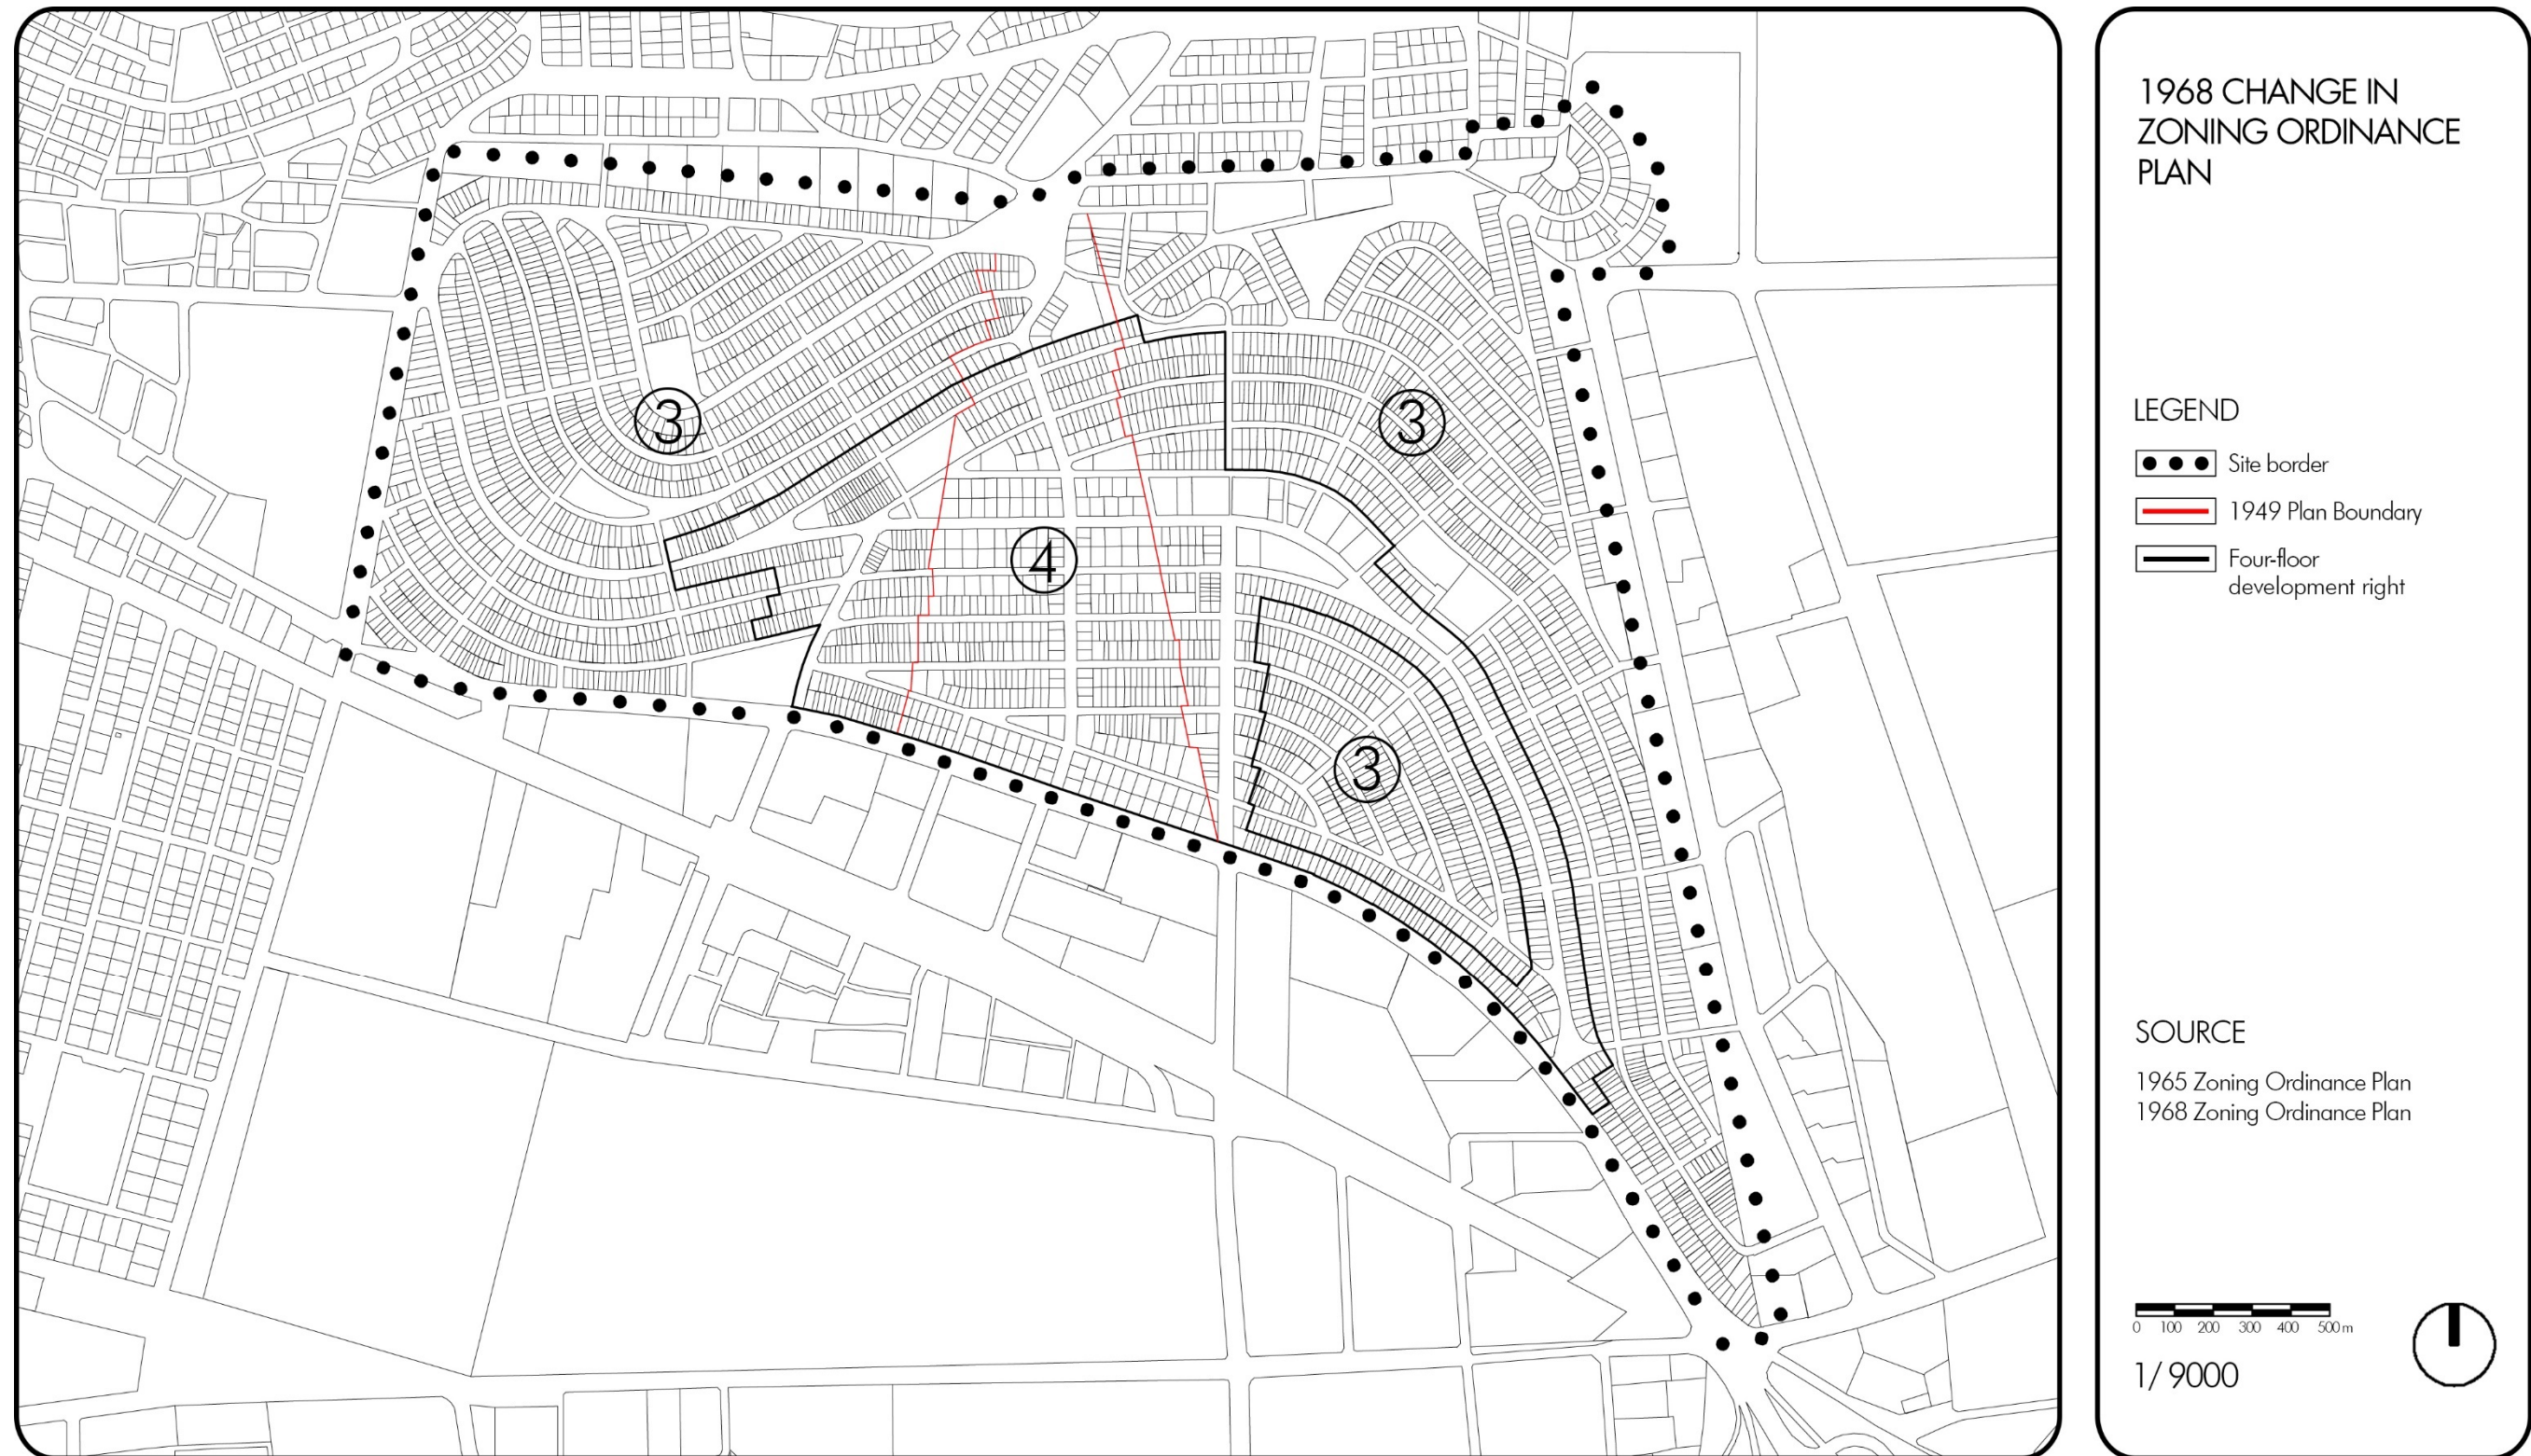 1968 CHANGE IN
ZONING ORDINANCE
PLAN
LEGEND
Site border
1949 Plan Boundary
Four-floor
development right
3
3
4
3
SOURCE
1965 Zoning Ordinance Plan
1968 Zoning Ordinance Plan
0 100 200 300 400 500 m
1/ 9000